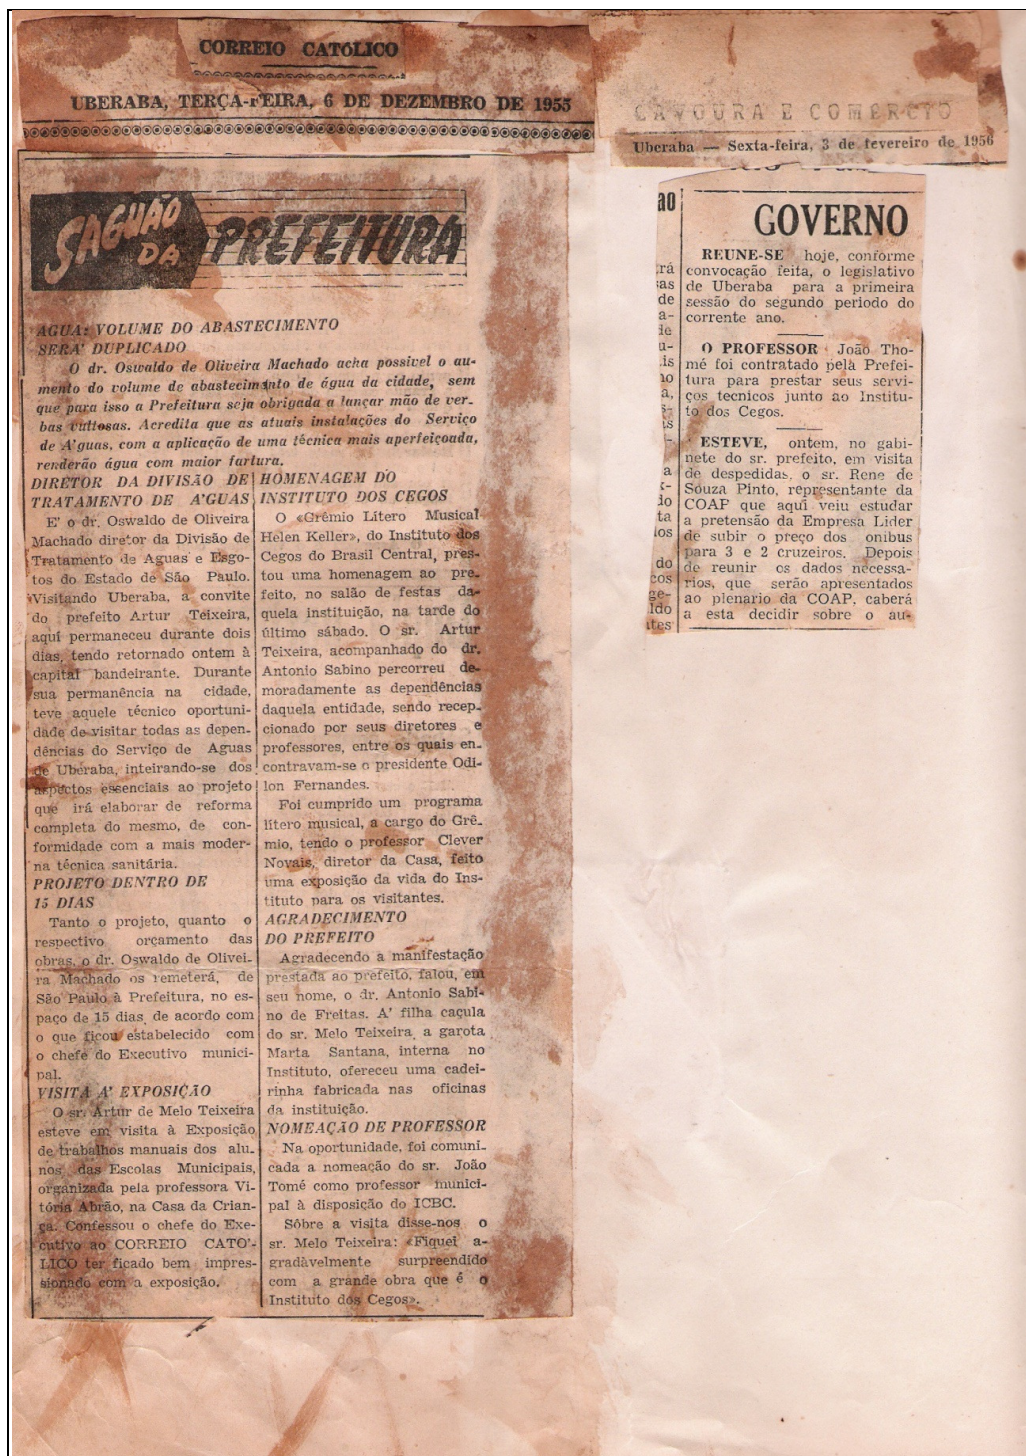 CORREIO CATÓLICO
UBERABA, TERÇA-FEIRA, 6 DE DEZEMBRO DE 1955
SAGUÃO
DA PREFEITURA
AGUA: VOLUME DO ABASTECIMENTO
SERA' DUPLICADO
O dr. Oswaldo de Oliveira Machado acha possivel o au-
mento do volume de abastecimento de água da cidade, sem
que para isso a Prefeitura seja obrigada a lançar mão de ver-
bas vultosas. Acredita que as atuais instalações do Serviço
de A'guas, com a aplicação de uma técnica mais aperfeiçoada,
renderão água com maior fartura.
DIRETOR DA DIVISÃO DE
TRATAMENTO DE A'GUAS
E' o dr. Oswaldo de Oliveira
Machado diretor da Divisão de
Tratamento de Aguas e Esgo-
tos do Estado de São Paulo.
Visitando Uberaba, a convite
do prefeito Artur Teixeira,
aqui permaneceu durante dois
dias, tendo retornado ontem à
capital bandeirante. Durante
sua permanência na cidade,
teve aquele técnico oportuni-
dade de visitar todas as depen-
dências do Serviço de Aguas
de Uberaba, inteirando-se dos
aspectos essenciais ao projeto
que irá elaborar de reforma
completa do mesmo, de con-
formidade com a mais moder-
na técnica sanitária.
PROJETO DENTRO DE
15 DIAS
Tanto o projeto, quanto o
respectivo orçamento das
obras, o dr. Oswaldo de Olivei-
ra Machado os remeterá, de
São Paulo à Prefeitura, no es-
paço de 15 dias, de acordo com
o que ficou estabelecido com
o chefe do Executivo munici-
pal.
VISITA A' EXPOSIÇÃO
O sr. Artur de Melo Teixeira
esteve em visita à Exposição
de trabalhos manuais dos alu-
nos das Escolas Municipais,
organizada pela professora Vi-
tória Abrão, na Casa da Crian-
ça. Confessou o chefe do Exe-
cutivo ao CORREIO CATO'-
LICO ter ficado bem impres-
sionado com a exposição.
HOMENAGEM DO
INSTITUTO DOS CEGOS
O «Grêmio Lítero Musical
Helen Keller», do Instituto dos
Cegos do Brasil Central, pres-
tou uma homenagem ao pre-
feito, no salão de festas da-
quela instituição, na tarde do
último sábado. O sr. Artur
Teixeira, acompanhado do dr.
Antonio Sabino percorreu de-
moradamente as dependências
daquela entidade, sendo recep-
cionado por seus diretores e
professores, entre os quais en-
contravam-se o presidente Odi-
lon Fernandes.
Foi cumprido um programa
lítero musical, a cargo do Grê-
mio, tendo o professor Clever
Novais, diretor da Casa, feito
uma exposição da vida do Ins-
tituto para os visitantes.
AGRADECIMENTO
DO PREFEITO
Agradecendo a manifestação
prestada ao prefeito, falou, em
seu nome, o dr. Antonio Sabi-
no de Freitas. A' filha caçula
do sr. Melo Teixeira, a garota
Marta Santana, interna no
Instituto, ofereceu uma cadei-
rinha fabricada nas oficinas
da instituição.
NOMEAÇÃO DE PROFESSOR
Na oportunidade, foi comuni-
cada a nomeação do sr. João
Tomé como professor munici-
pal à disposição do ICBC.
Sôbre a visita disse-nos o
sr. Melo Teixeira: «Fiquei a-
gradàvelmente surpreendido
com a grande obra que é o
Instituto dos Cegos».
LAVOURA E COMERCIO
Uberaba — Sexta-feira, 3 de fevereiro de 1956
GOVERNO
REUNE-SE hoje, conforme
convocação feita, o legislativo
de Uberaba para a primeira
sessão do segundo periodo do
corrente ano.
O PROFESSOR João Tho-
mé foi contratado pela Prefei-
tura para prestar seus servi-
ços tecnicos junto ao Institu-
to dos Cegos.
ESTEVE, ontem, no gabi-
nete do sr. prefeito, em visita
de despedidas, o sr. Rene de
Souza Pinto, representante da
COAP que aqui veiu estudar
a pretensão da Empresa Lider
de subir o preço dos onibus
para 3 e 2 cruzeiros. Depois
de reunir os dados necessa-
rios, que serão apresentados
ao plenario da COAP, caberá
a esta decidir sobre o au-